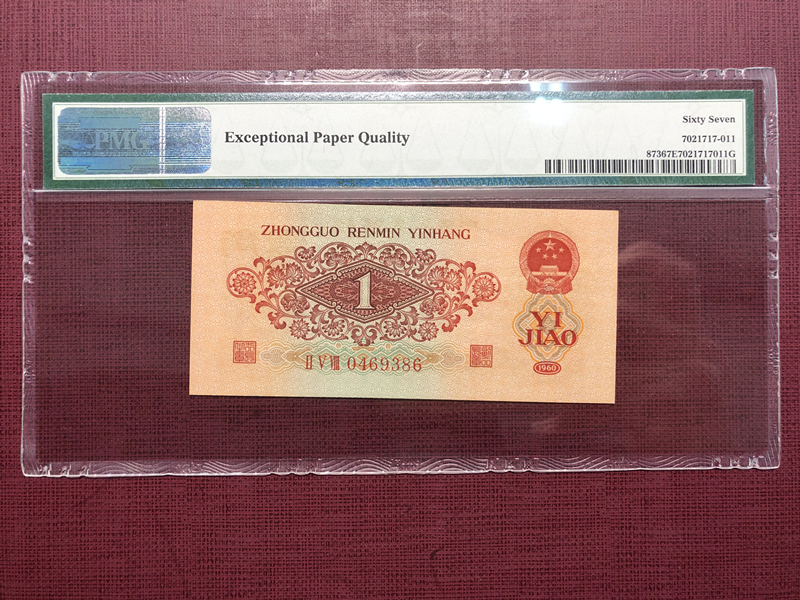 PMG
Exceptional Paper Quality
Sixty Seven
7021717-011
87367E7021717011G
ZHONGGUO RENMIN YINHANG
1
YI
JIAO
II V VIII 0469386
1960